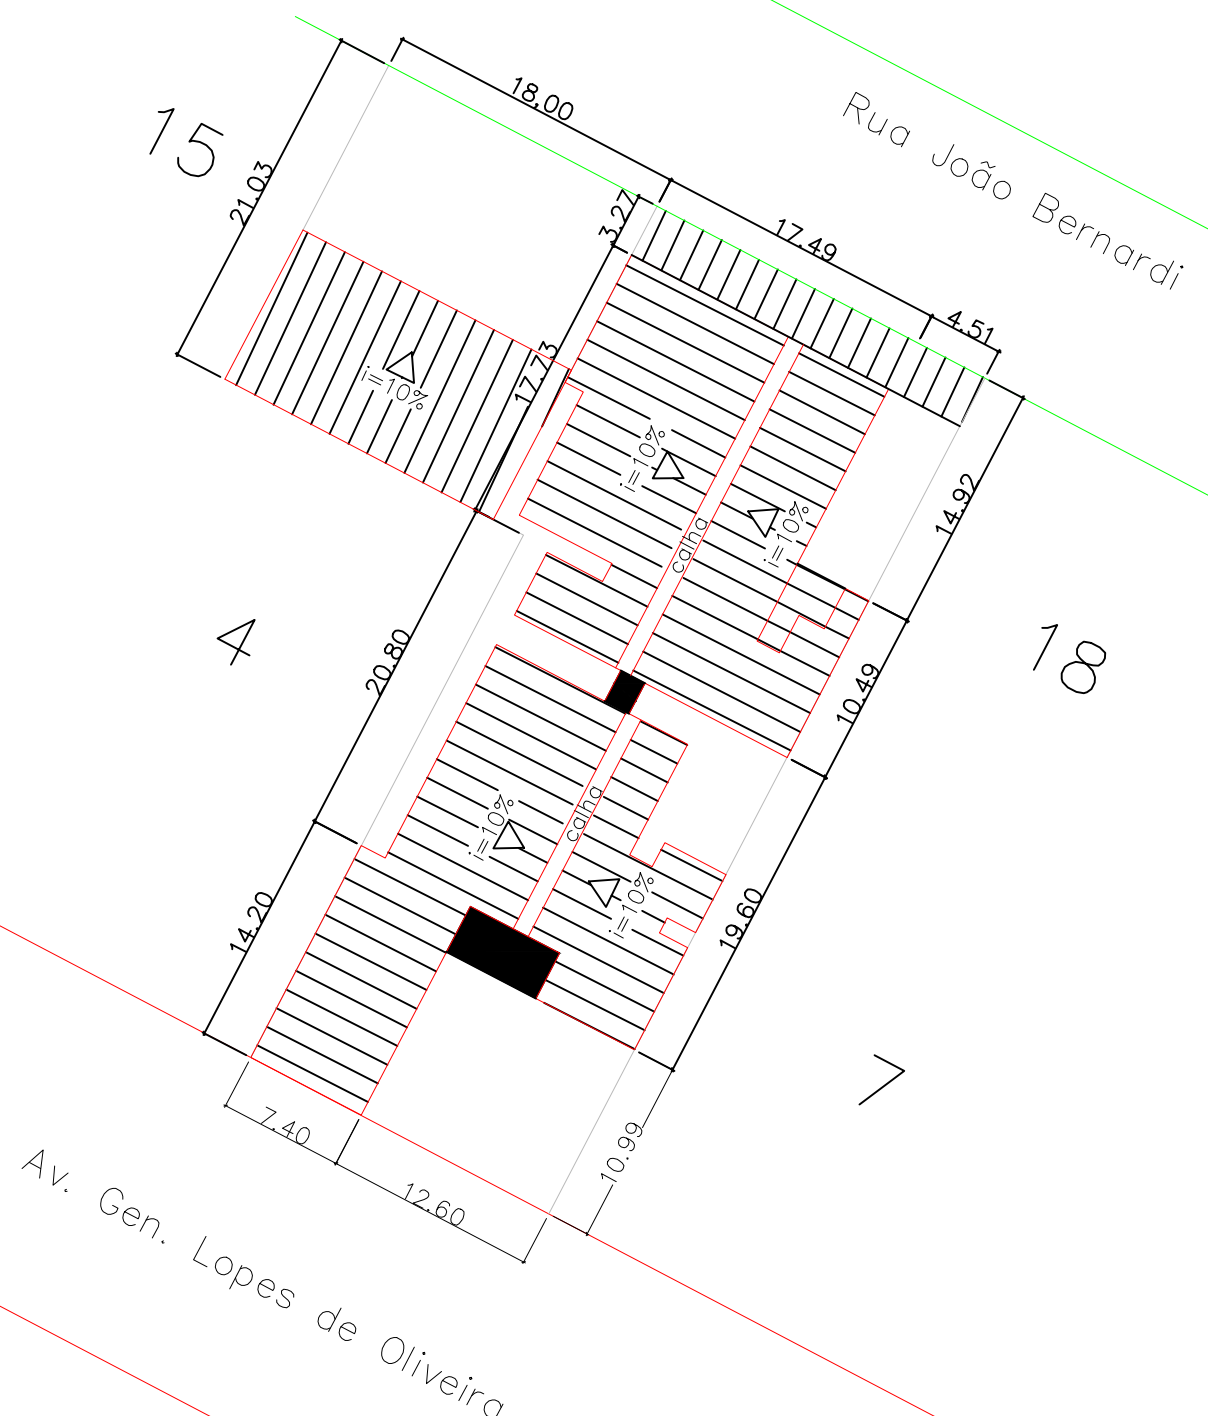 Rua João Bernardi
15
18.00
21.03
3.27
17.49
4.51
i=10%
17.73
i=10%
i=10%
calha
14.92
4
20.80
18
10.49
i=10%
calha
i=10%
14.20
19.60
7
7.40
12.60
10.99
Av. Gen. Lopes de Oliveira